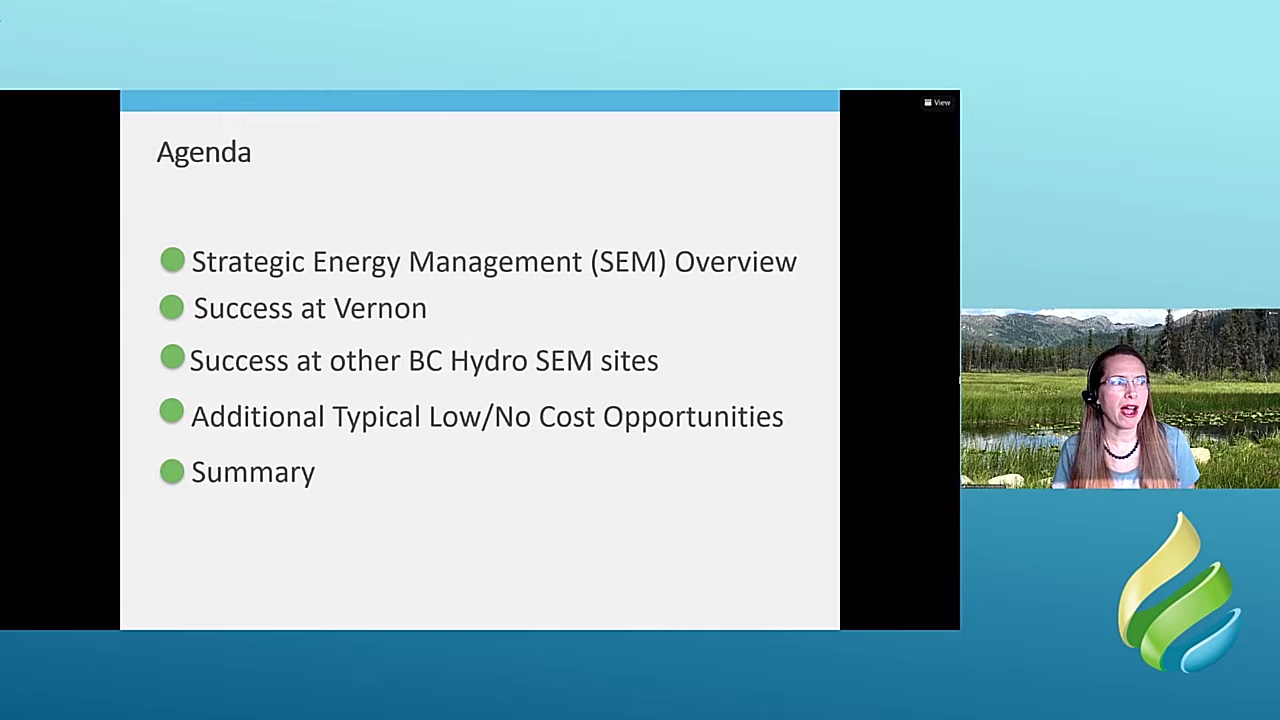 View
Agenda
Strategic Energy Management (SEM) Overview
Success at Vernon
Success at other BC Hydro SEM sites
Additional Typical Low/No Cost Opportunities
Summary